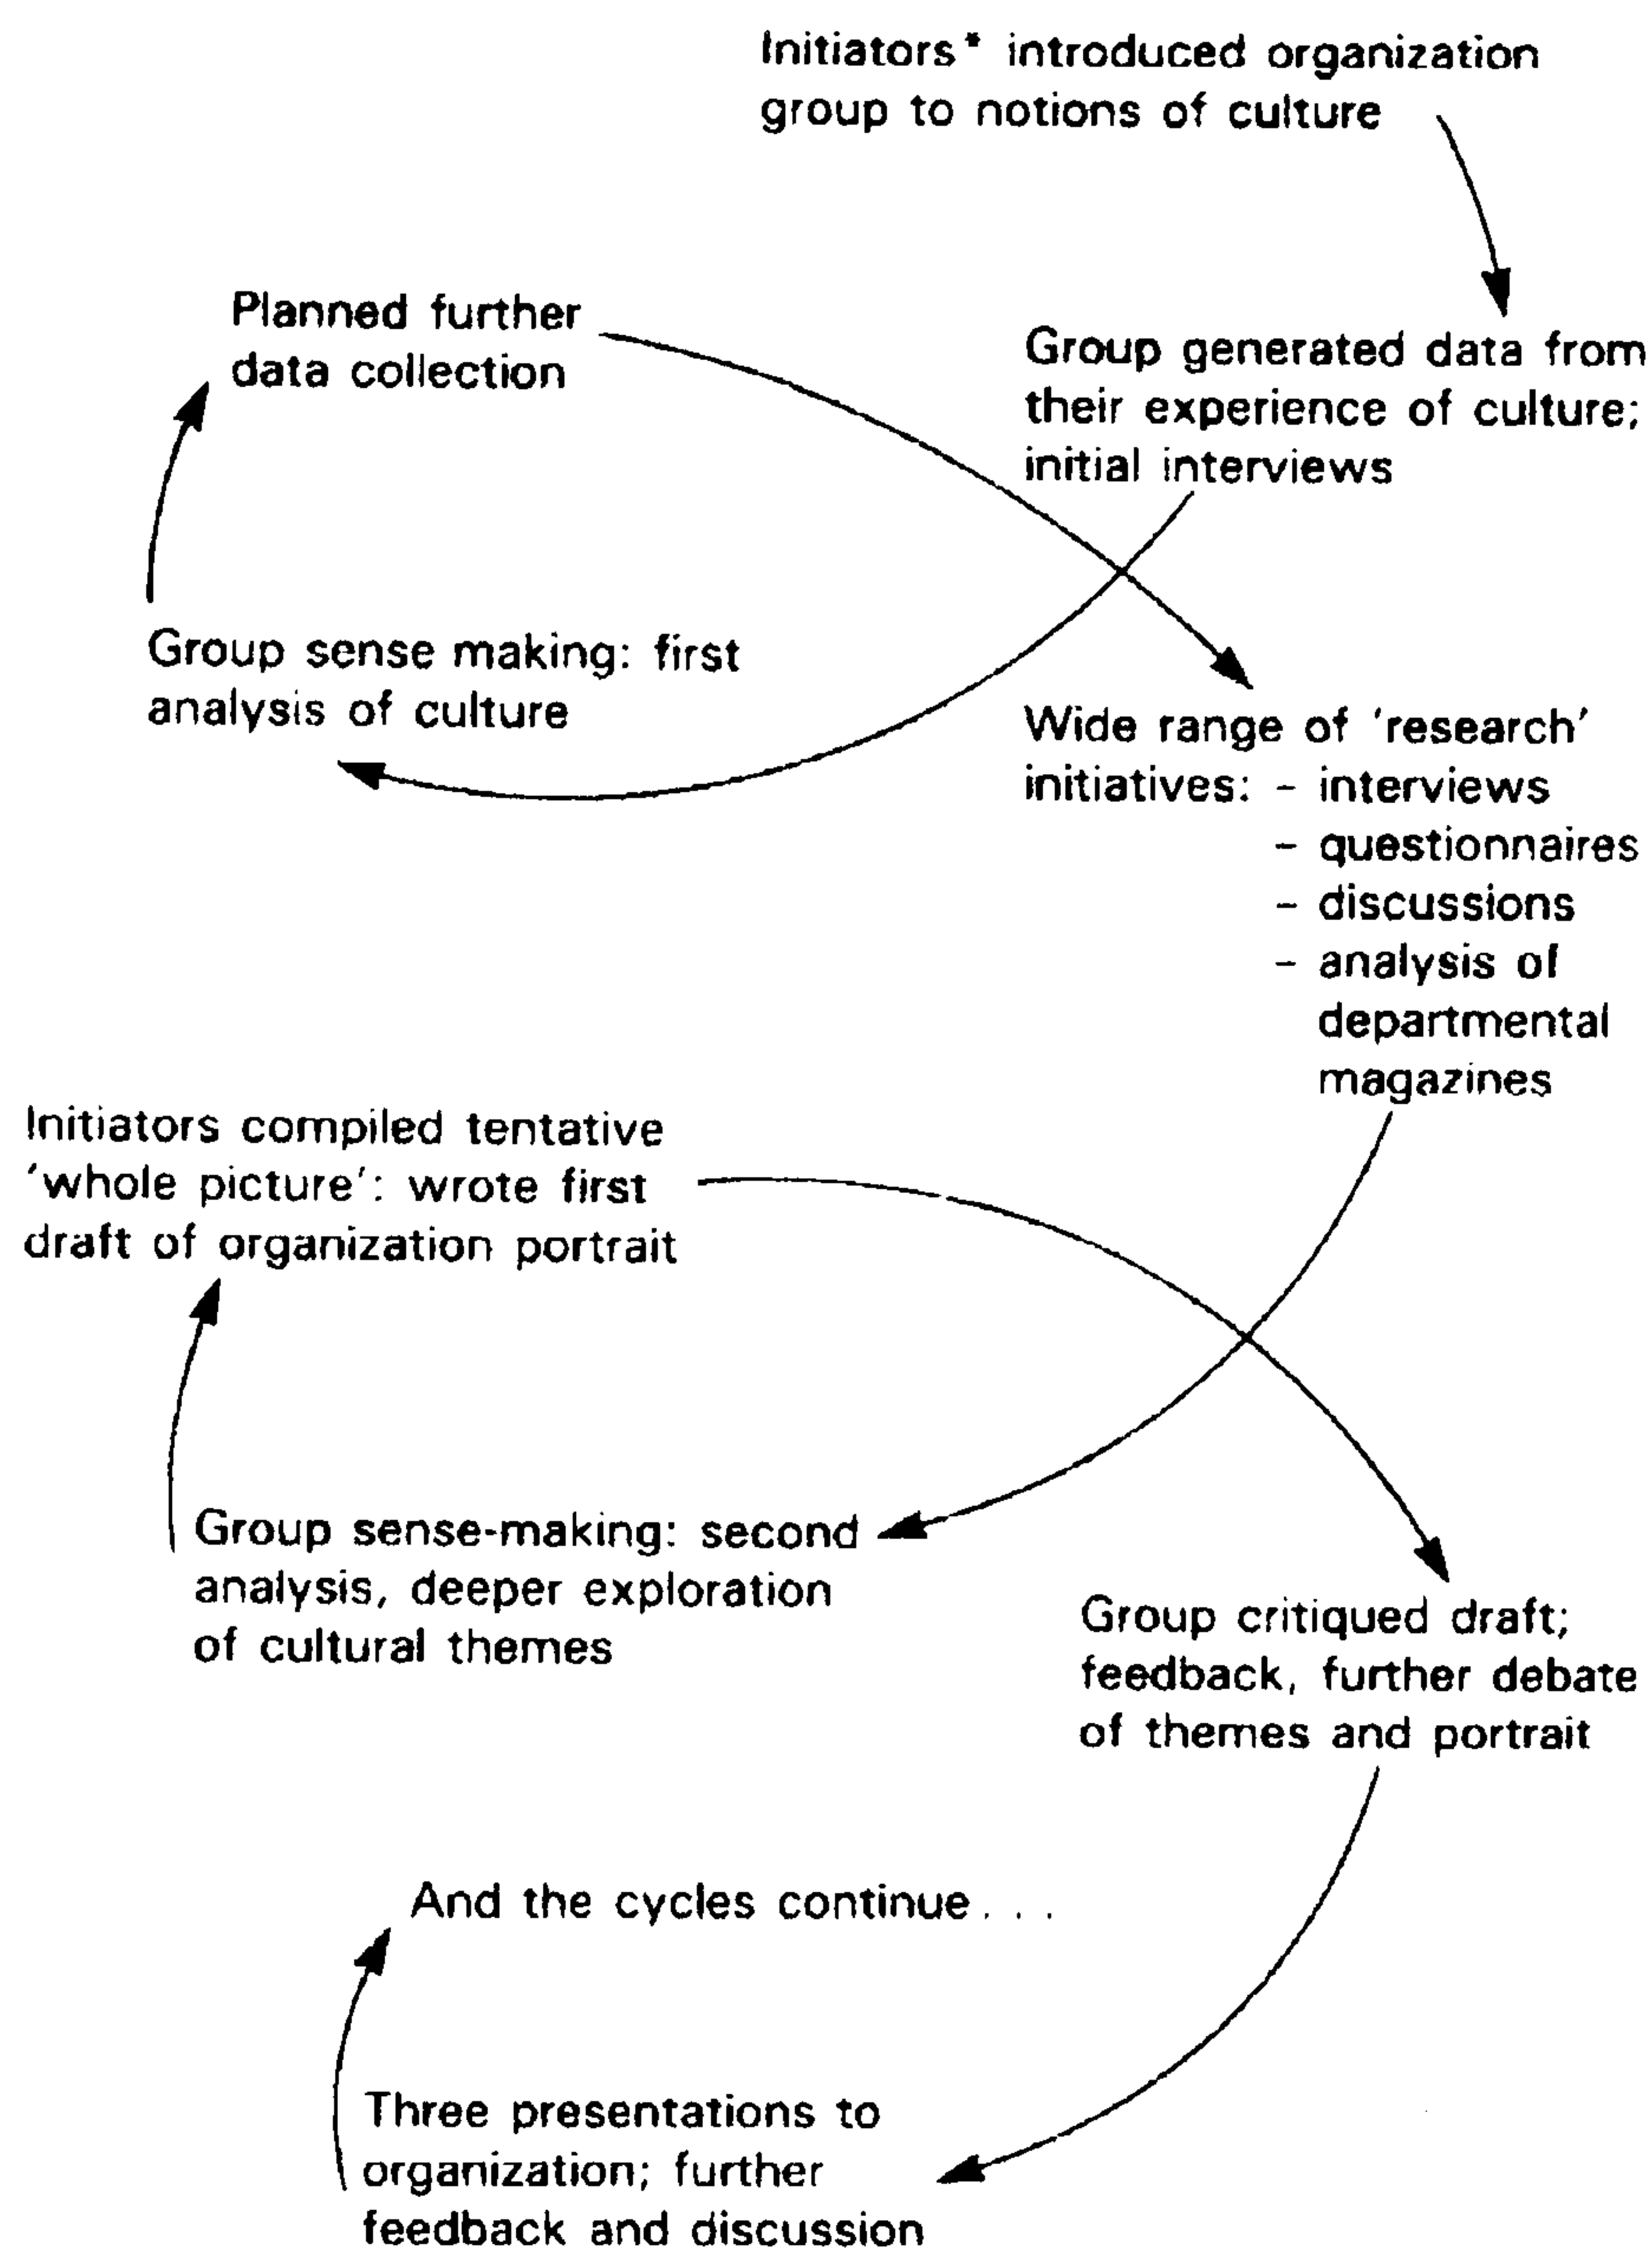 Initiators* introduced organization
group to notions of culture
Planned further
data collection
Group generated data from
their experience of culture;
initial interviews
Group sense making: first
analysis of culture
Wide range of ‘research’
initiatives: – interviews
– questionnaires
– discussions
– analysis of
departmental
magazines
Initiators compiled tentative
‘whole picture’: wrote first
draft of organization portrait
Group sense-making: second
analysis, deeper exploration
of cultural themes
Group critiqued draft;
feedback, further debate
of themes and portrait
And the cycles continue . . .
Three presentations to
organization; further
feedback and discussion